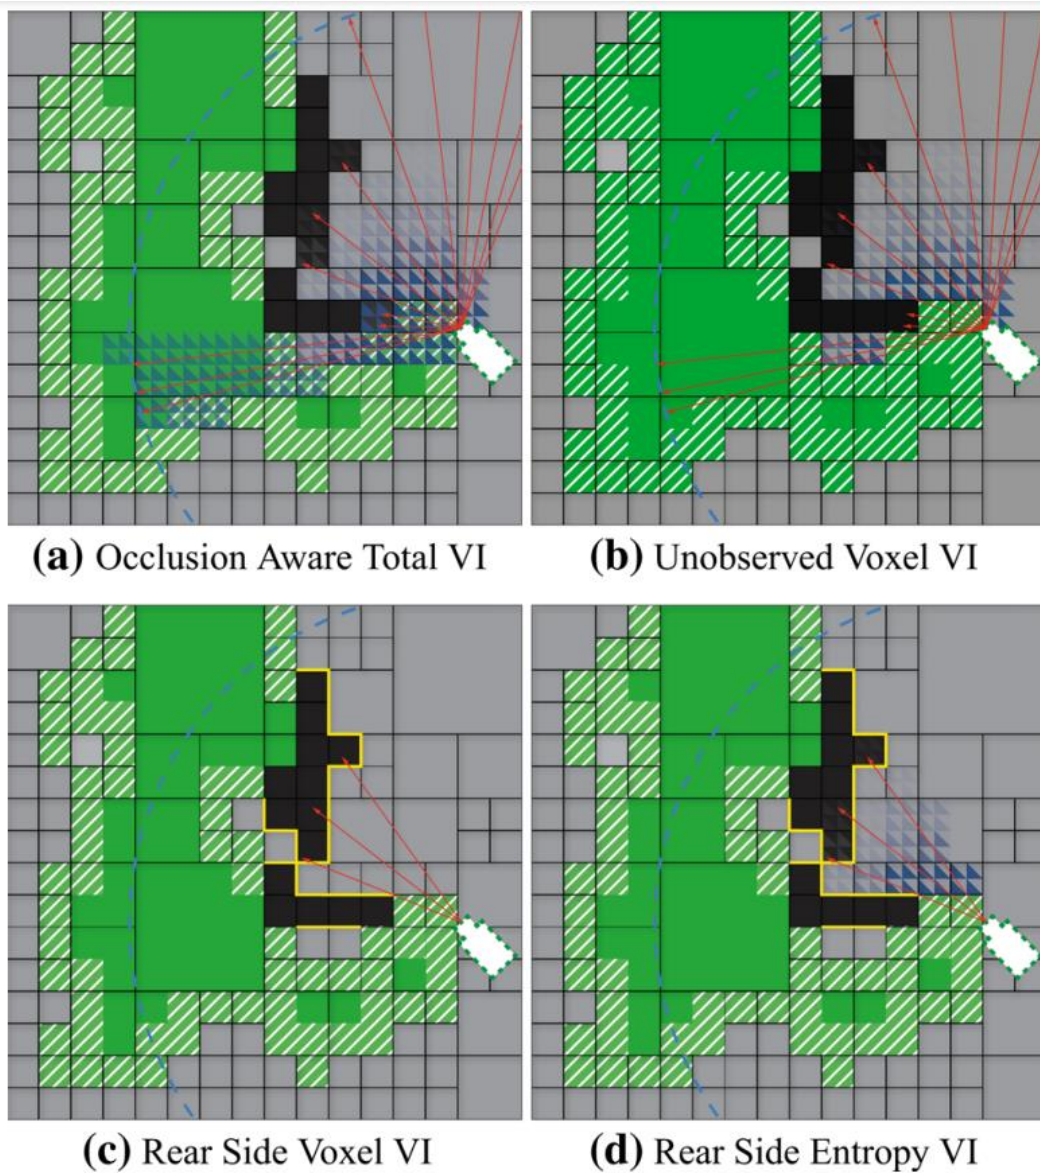 (a) Occlusion Aware Total VI
(b) Unobserved Voxel VI
(c) Rear Side Voxel VI
(d) Rear Side Entropy VI